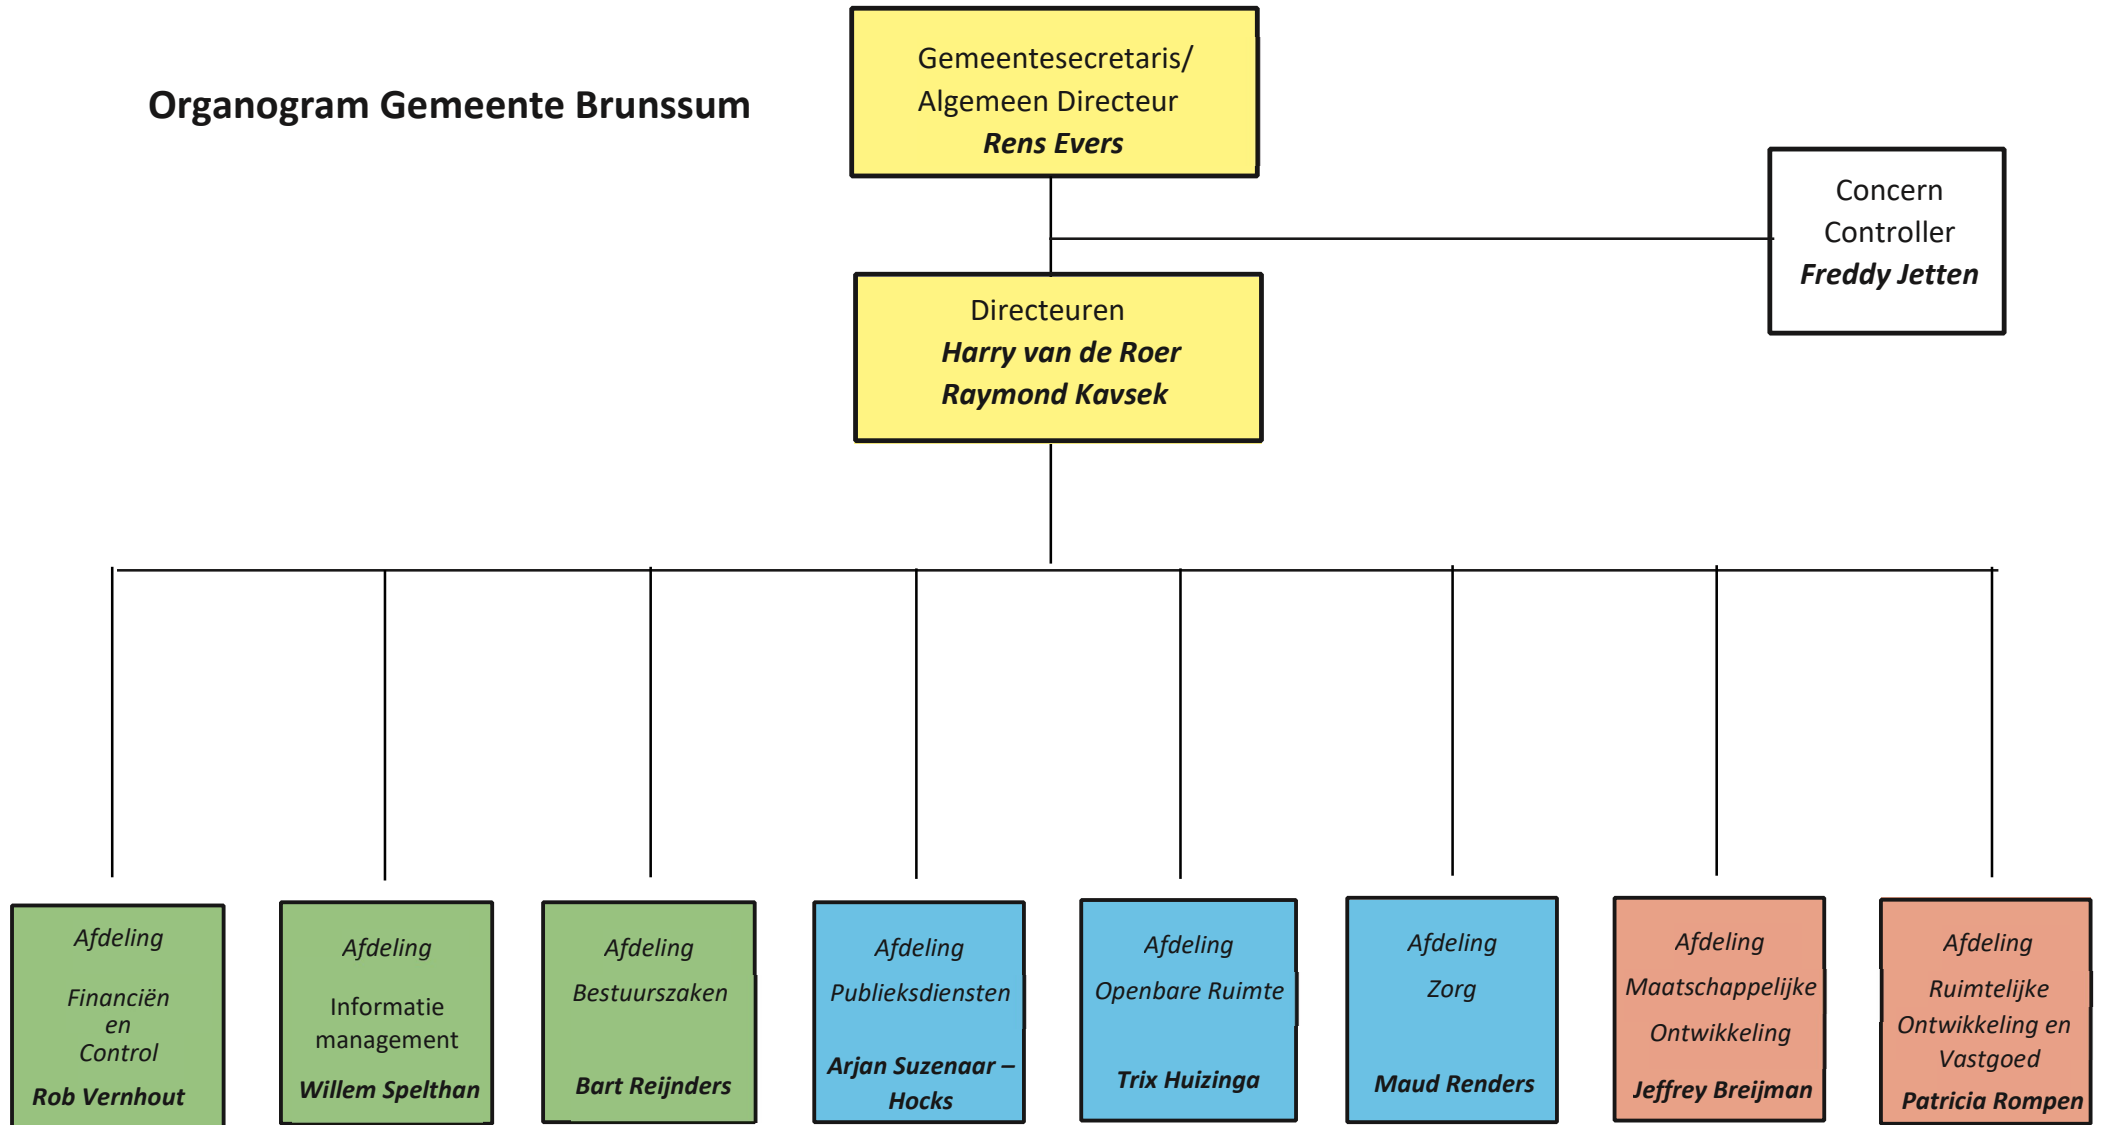 Organogram Gemeente Brunssum
Gemeentesecretaris/
Algemeen Directeur
Rens Evers
Concern
Controller
Freddy Jetten
Directeuren
Harry van de Roer
Raymond Kavsek
Afdeling
Financiën
en
Control
Rob Vernhout
Afdeling
Informatie
management
Willem Spelthan
Afdeling
Bestuurszaken
Bart Reijnders
Afdeling
Publieksdiensten
Arjan Suzenaar –
Hocks
Afdeling
Openbare Ruimte
Trix Huizinga
Afdeling
Zorg
Maud Renders
Afdeling
Maatschappelijke
Ontwikkeling
Jeffrey Breijman
Afdeling
Ruimtelijke
Ontwikkeling en
Vastgoed
Patricia Rompen